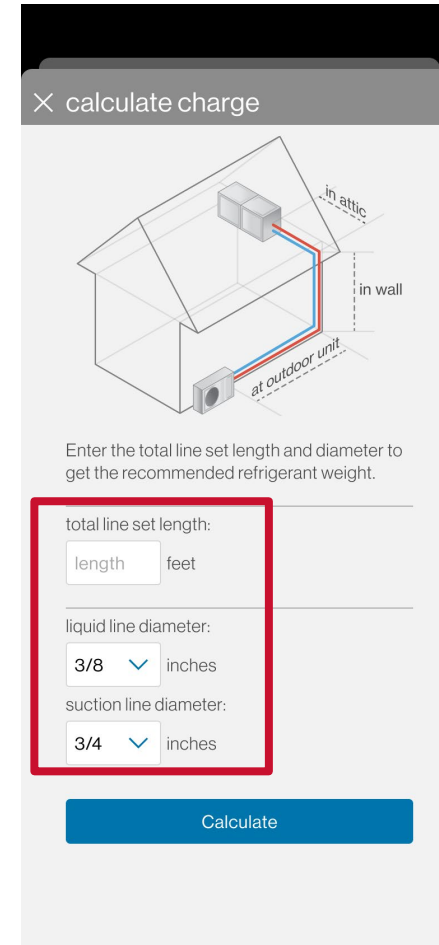 calculate charge
in attic
in wall
at outdoor unit
Enter the total line set length and diameter to
get the recommended refrigerant weight.
total line set length:
length feet
liquid line diameter:
3/8 inches
suction line diameter:
3/4 inches
Calculate